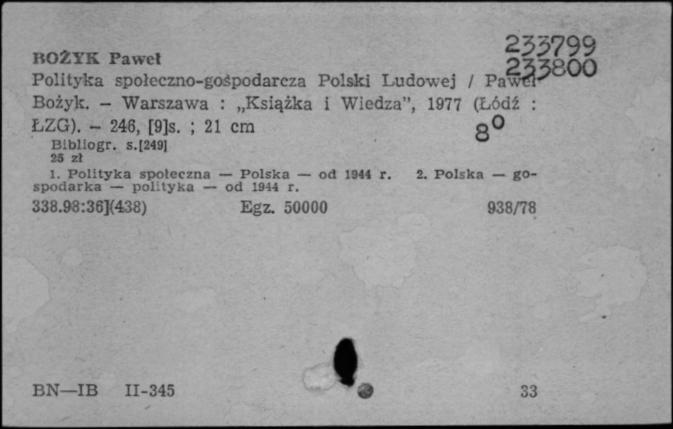 233799
BOŻYK Paweł
233800
Polityka społeczno-gospodarcza Polski Ludowej / Paweł
Bożyk. — Warszawa : „Książka i Wiedza", 1977 (Łódź :
ŁZG). — 246, [9]s. ; 21 cm
8º
Bibliogr. s.[249]
25 zł
1. Polityka społeczna — Polska — od 1944 r. 2. Polska — go-
spodarka — polityka — od 1944 r.
338.98:36](438) Egz. 50000 938/78
BN—IB II-345 33